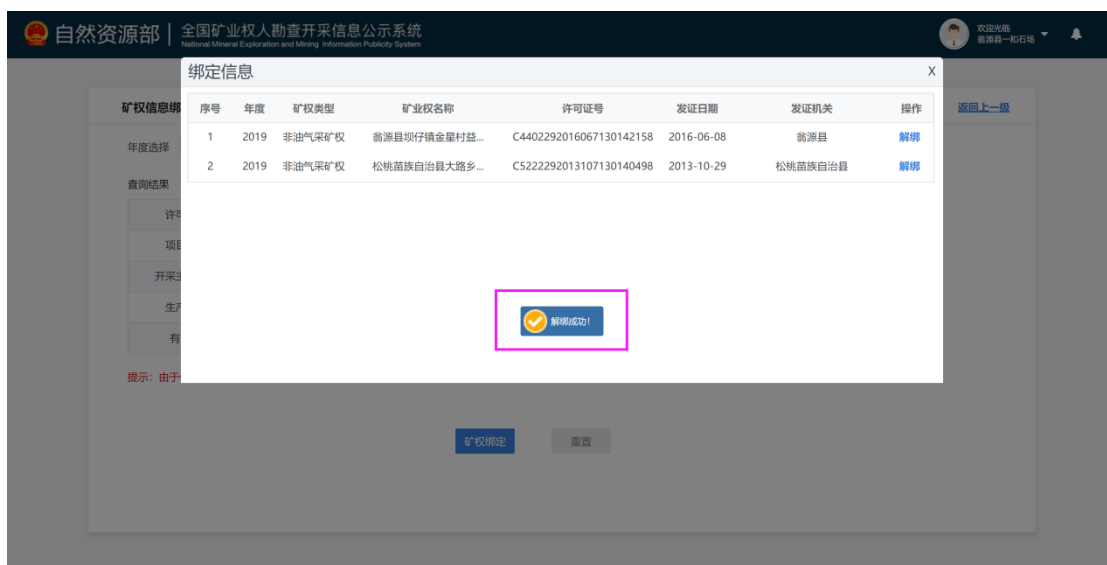 自然资源部 | 全国矿业权人勘查开采信息公示系统
National Mineral Exploration and Mining Information Publicity System
欢迎光临
翁源县一和石场
绑定信息 X
矿权信息绑
返回上一级
序号 年度 矿权类型 矿业权名称 许可证号 发证日期 发证机关 操作
1 2019 非油气采矿权 翁源县坝仔镇金星村益... C4402292016067130142158 2016-06-08 翁源县 解绑
2 2019 非油气采矿权 松桃苗族自治县大路乡... C5222292013107130140498 2013-10-29 松桃苗族自治县 解绑
年度选择
查询结果
许可
项目
开采主
生产
有
解绑成功!
提示: 由于
矿权绑定 重置